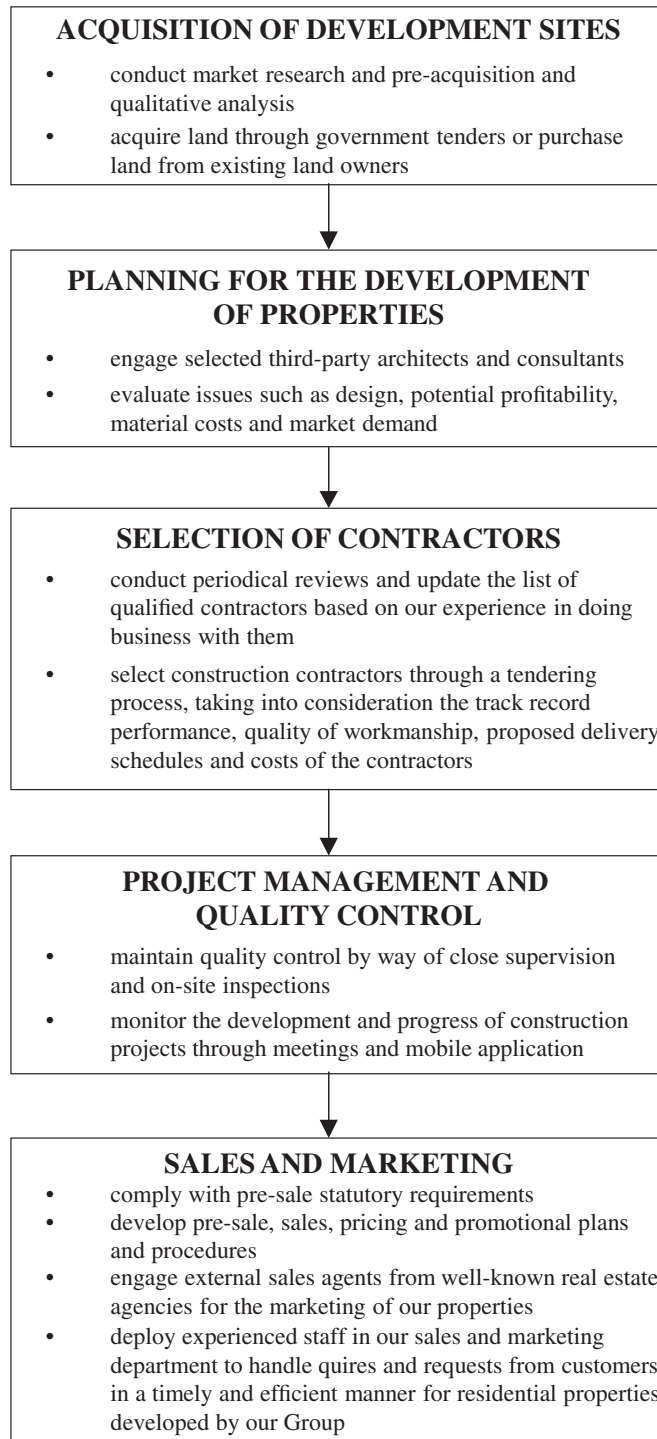 ACQUISITION OF DEVELOPMENT SITES
• conduct market research and pre-acquisition and
qualitative analysis
• acquire land through government tenders or purchase
land from existing land owners
PLANNING FOR THE DEVELOPMENT
OF PROPERTIES
• engage selected third-party architects and consultants
• evaluate issues such as design, potential profitability,
material costs and market demand
SELECTION OF CONTRACTORS
• conduct periodical reviews and update the list of
qualified contractors based on our experience in doing
business with them
• select construction contractors through a tendering
process, taking into consideration the track record
performance, quality of workmanship, proposed delivery
schedules and costs of the contractors
PROJECT MANAGEMENT AND
QUALITY CONTROL
• maintain quality control by way of close supervision
and on-site inspections
• monitor the development and progress of construction
projects through meetings and mobile application
SALES AND MARKETING
• comply with pre-sale statutory requirements
• develop pre-sale, sales, pricing and promotional plans
and procedures
• engage external sales agents from well-known real estate
agencies for the marketing of our properties
• deploy experienced staff in our sales and marketing
department to handle quires and requests from customers
in a timely and efficient manner for residential properties
developed by our Group